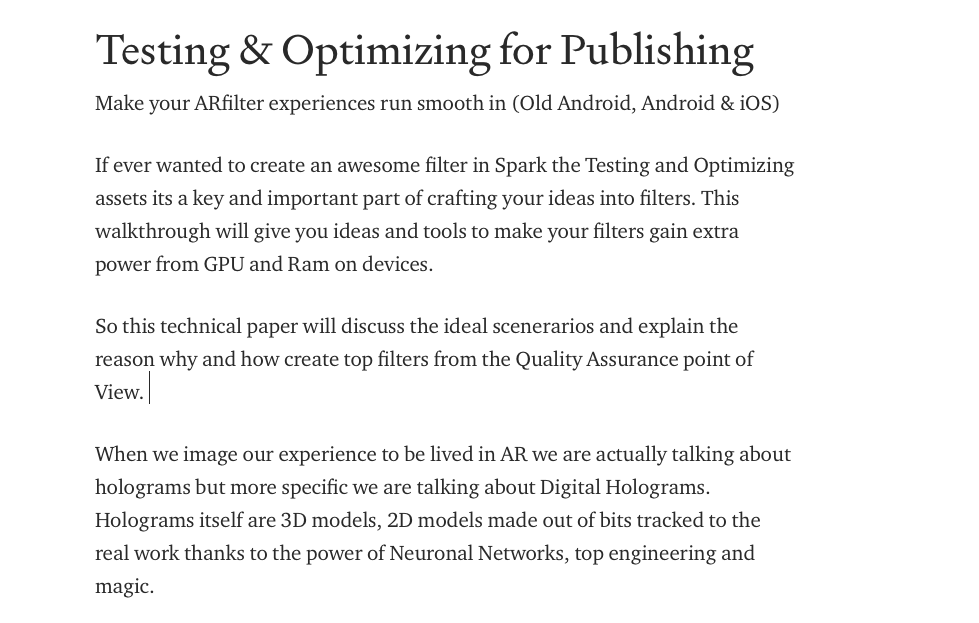 Testing & Optimizing for Publishing
Make your ARfilter experiences run smooth in (Old Android, Android & iOS)
If ever wanted to create an awesome filter in Spark the Testing and Optimizing
assets its a key and important part of crafting your ideas into filters. This
walkthrough will give you ideas and tools to make your filters gain extra
power from GPU and Ram on devices.
So this technical paper will discuss the ideal scenerarios and explain the
reason why and how create top filters from the Quality Assurance point of
View.
When we image our experience to be lived in AR we are actually talking about
holograms but more specific we are talking about Digital Holograms.
Holograms itself are 3D models, 2D models made out of bits tracked to the
real work thanks to the power of Neuronal Networks, top engineering and
magic.